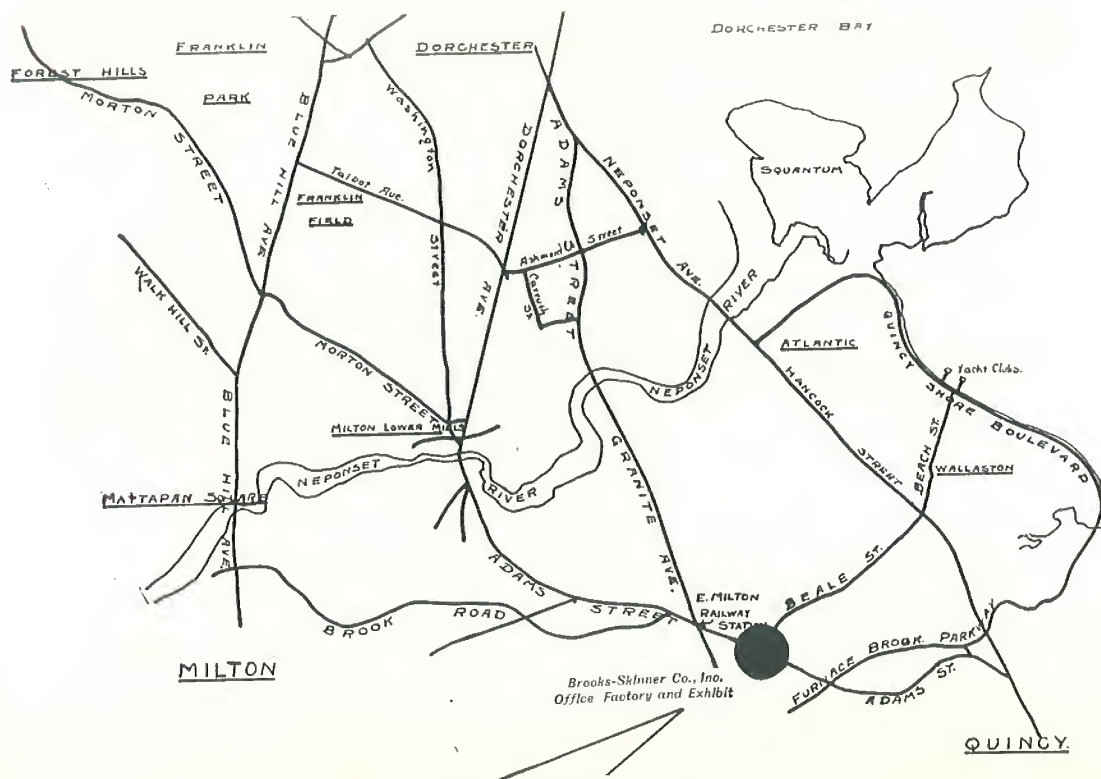 DORCHESTER BAY
FRANKLIN
PARK
DORCHESTER
FOREST HILLS
MORTON
STREET
BLUE HILL AVE.
Washington
Street
DORCHESTER
AVE.
ADAMS
STREET
NEPONSET
AVE.
SQUANTUM
Talbot Ave.
FRANKLIN
FIELD
Ashmont
Street
Carruth
St.
WALK HILL ST.
NEPONSET
RIVER
ATLANTIC
QUINCY SHORE BOULEVARD
Yacht Clubs.
MORTON STREET
HANCOCK
STREET
BEACH ST.
WALLASTON
MILTON LOWER MILLS
BLUE HILL AVE
MATTAPAN SQUARE
NEPONSET
RIVER
GRANITE
AVE.
ADAMS
STREET
BROOK
ROAD
E. MILTON
RAILWAY
STATION
BEALE ST.
FURNACE BROOK PARKWAY
ADAMS ST.
MILTON
Brooks-Skinner Co., Inc.
Office Factory and Exhibit
QUINCY.